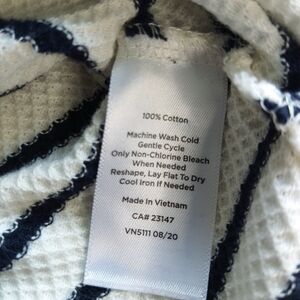 100% Cotton
Machine Wash Cold
Gentle Cycle
Only Non-Chlorine Bleach
When Needed
Reshape, Lay Flat To Dry
Cool Iron If Needed
Made In Vietnam
CA# 23147
VN5111 08/20